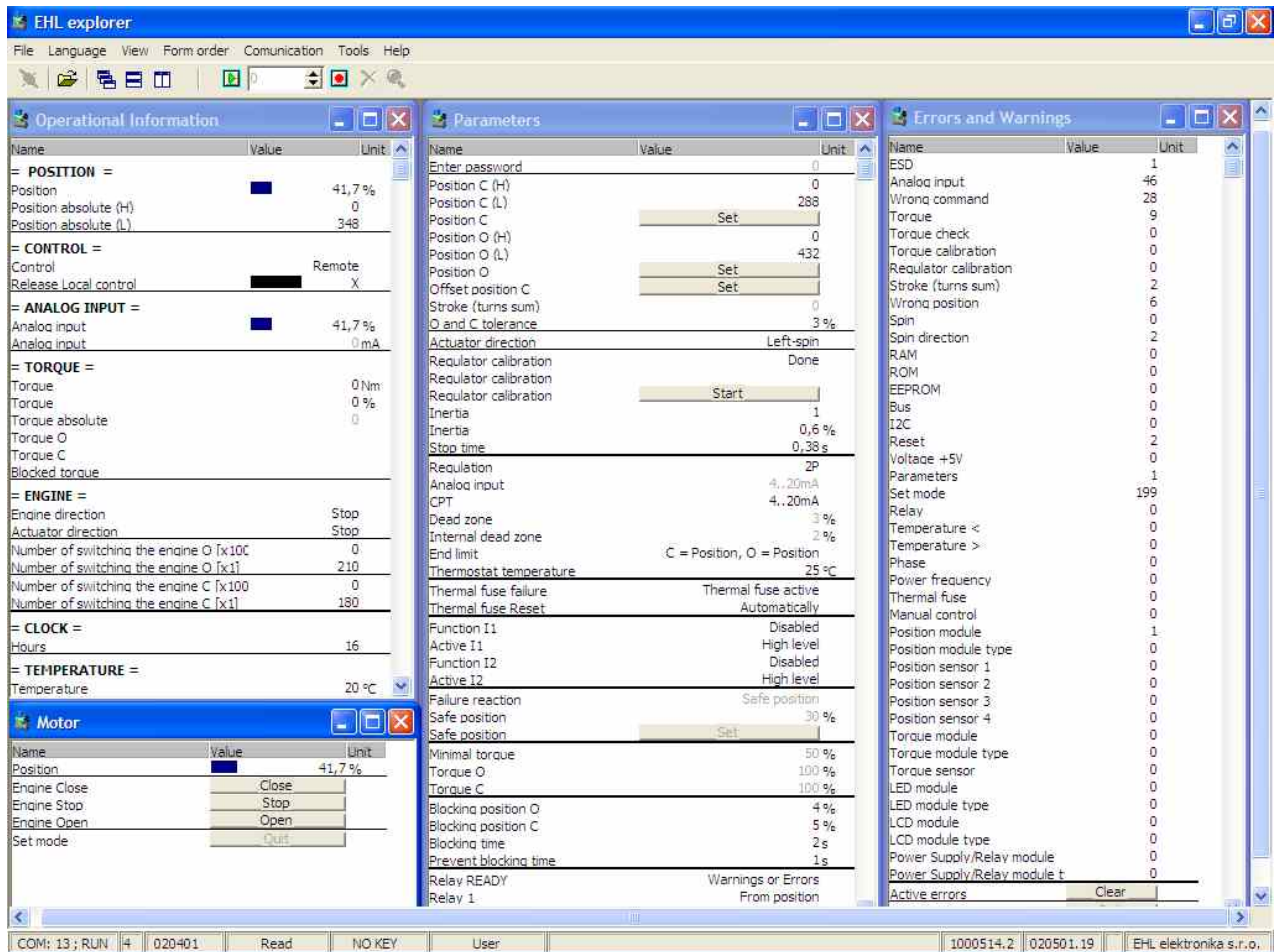 EHL explorer
File Language View Form order Comunication Tools Help
0
Operational Information
Name Value Unit
= POSITION =
Position 41,7 %
Position absolute (H) 0
Position absolute (L) 348
= CONTROL =
Control Remote
Release Local control X
= ANALOG INPUT =
Analog input 41,7 %
Analog input 0 mA
= TORQUE =
Torque 0 Nm
Torque 0 %
Torque absolute 0
Torque O
Torque C
Blocked torque
= ENGINE =
Engine direction Stop
Actuator direction Stop
Number of switching the engine O [x100 0
Number of switching the engine O [x1] 210
Number of switching the engine C [x100 0
Number of switching the engine C [x1] 180
= CLOCK =
Hours 16
= TEMPERATURE =
Temperature 20 °C
Motor
Name Value Unit
Position 41,7 %
Engine Close Close
Engine Stop Stop
Engine Open Open
Set mode Quit
Parameters
Name Value Unit
Enter password 0
Position C (H) 0
Position C (L) 288
Position C Set
Position O (H) 0
Position O (L) 432
Position O Set
Offset position C Set
Stroke (turns sum) 0
O and C tolerance 3 %
Actuator direction Left-spin
Regulator calibration Done
Regulator calibration
Regulator calibration Start
Inertia 1
Inertia 0,6 %
Stop time 0,38 s
Regulation 2P
Analog input 4..20mA
CPT 4..20mA
Dead zone 3 %
Internal dead zone 2 %
End limit C = Position, O = Position
Thermostat temperature 25 °C
Thermal fuse failure Thermal fuse active
Thermal fuse Reset Automatically
Function I1 Disabled
Active I1 High level
Function I2 Disabled
Active I2 High level
Failure reaction Safe position
Safe position 30 %
Safe position Set
Minimal torque 50 %
Torque O 100 %
Torque C 100 %
Blocking position O 4 %
Blocking position C 5 %
Blocking time 2 s
Prevent blocking time 1 s
Relay READY Warnings or Errors
Relay 1 From position
Errors and Warnings
Name Value Unit
ESD 1
Analog input 46
Wrong command 28
Torque 9
Torque check 0
Torque calibration 0
Regulator calibration 0
Stroke (turns sum) 2
Wrong position 6
Spin 0
Spin direction 2
RAM 0
ROM 0
EEPROM 0
Bus 0
I2C 0
Reset 2
Voltage +5V 0
Parameters 1
Set mode 199
Relay 0
Temperature < 0
Temperature > 0
Phase 0
Power frequency 0
Thermal fuse 0
Manual control 0
Position module 1
Position module type 0
Position sensor 1 0
Position sensor 2 0
Position sensor 3 0
Position sensor 4 0
Torque module 0
Torque module type 0
Torque sensor 0
LED module 0
LED module type 0
LCD module 0
LCD module type 0
Power Supply/Relay module 0
Power Supply/Relay module t 0
Active errors Clear
COM: 13 ; RUN 4 020401 Read NO KEY User 1000514.2 020501.19 EHL elektronika s.r.o.